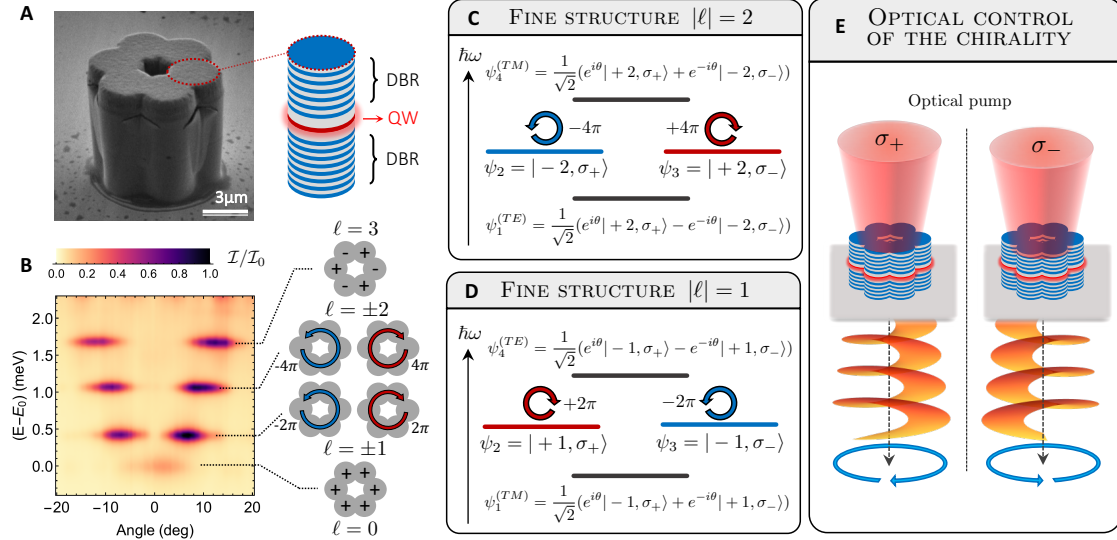 A
3μm
DBR
QW
DBR
B
0.0 0.2 0.4 0.6 0.8 1.0 I/I₀
(E−E₀) (meV)
2.0
1.5
1.0
0.5
0.0
−20 −10 0 10 20
Angle (deg)
ℓ = 3
- +
+ -
- +
ℓ = ±2
-4π 4π
-2π 2π
ℓ = ±1
+ +
+ +
+ +
ℓ = 0
C FINE STRUCTURE |ℓ| = 2
ℏω
ψ₄^(TM) = 1/√2 (e^{iθ}| + 2, σ₊⟩ + e^{−iθ}| − 2, σ₋⟩)
−4π +4π
ψ₂ = | − 2, σ₊⟩ ψ₃ = | + 2, σ₋⟩
ψ₁^(TE) = 1/√2 (e^{iθ}| + 2, σ₊⟩ − e^{−iθ}| − 2, σ₋⟩)
D FINE STRUCTURE |ℓ| = 1
ℏω
ψ₄^(TE) = 1/√2 (e^{iθ}| − 1, σ₊⟩ − e^{−iθ}| + 1, σ₋⟩)
+2π −2π
ψ₂ = | + 1, σ₊⟩ ψ₃ = | − 1, σ₋⟩
ψ₁^(TM) = 1/√2 (e^{iθ}| − 1, σ₊⟩ + e^{−iθ}| + 1, σ₋⟩)
E OPTICAL CONTROL
OF THE CHIRALITY
Optical pump
σ₊ σ₋